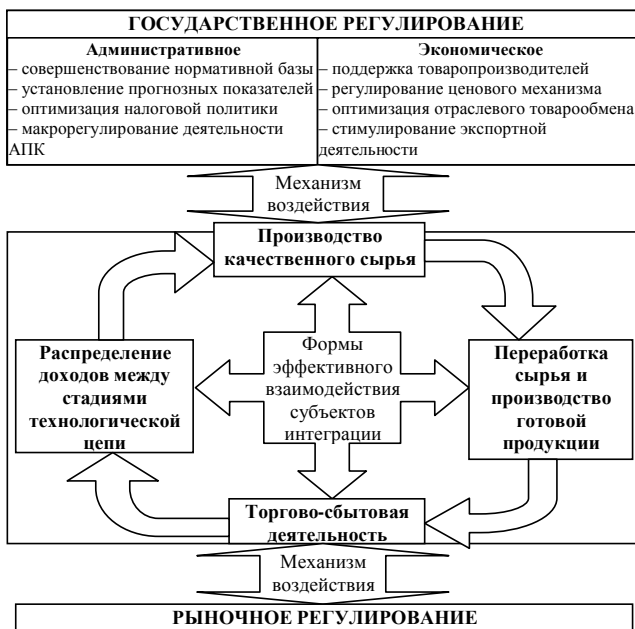 ГОСУДАРСТВЕННОЕ РЕГУЛИРОВАНИЕ
Административное
– совершенствование нормативной базы
– установление прогнозных показателей
– оптимизация налоговой политики
– макрорегулирование деятельности
АПК
Экономическое
– поддержка товаропроизводителей
– регулирование ценового механизма
– оптимизация отраслевого товарообмена
– стимулирование экспортной
деятельности
Механизм
воздействия
Производство
качественного сырья
Распределение
доходов между
стадиями
технологической
цепи
Формы
эффективного
взаимодействия
субъектов
интеграции
Переработка
сырья и
производство
готовой
продукции
Торгово-сбытовая
деятельность
Механизм
воздействия
РЫНОЧНОЕ РЕГУЛИРОВАНИЕ